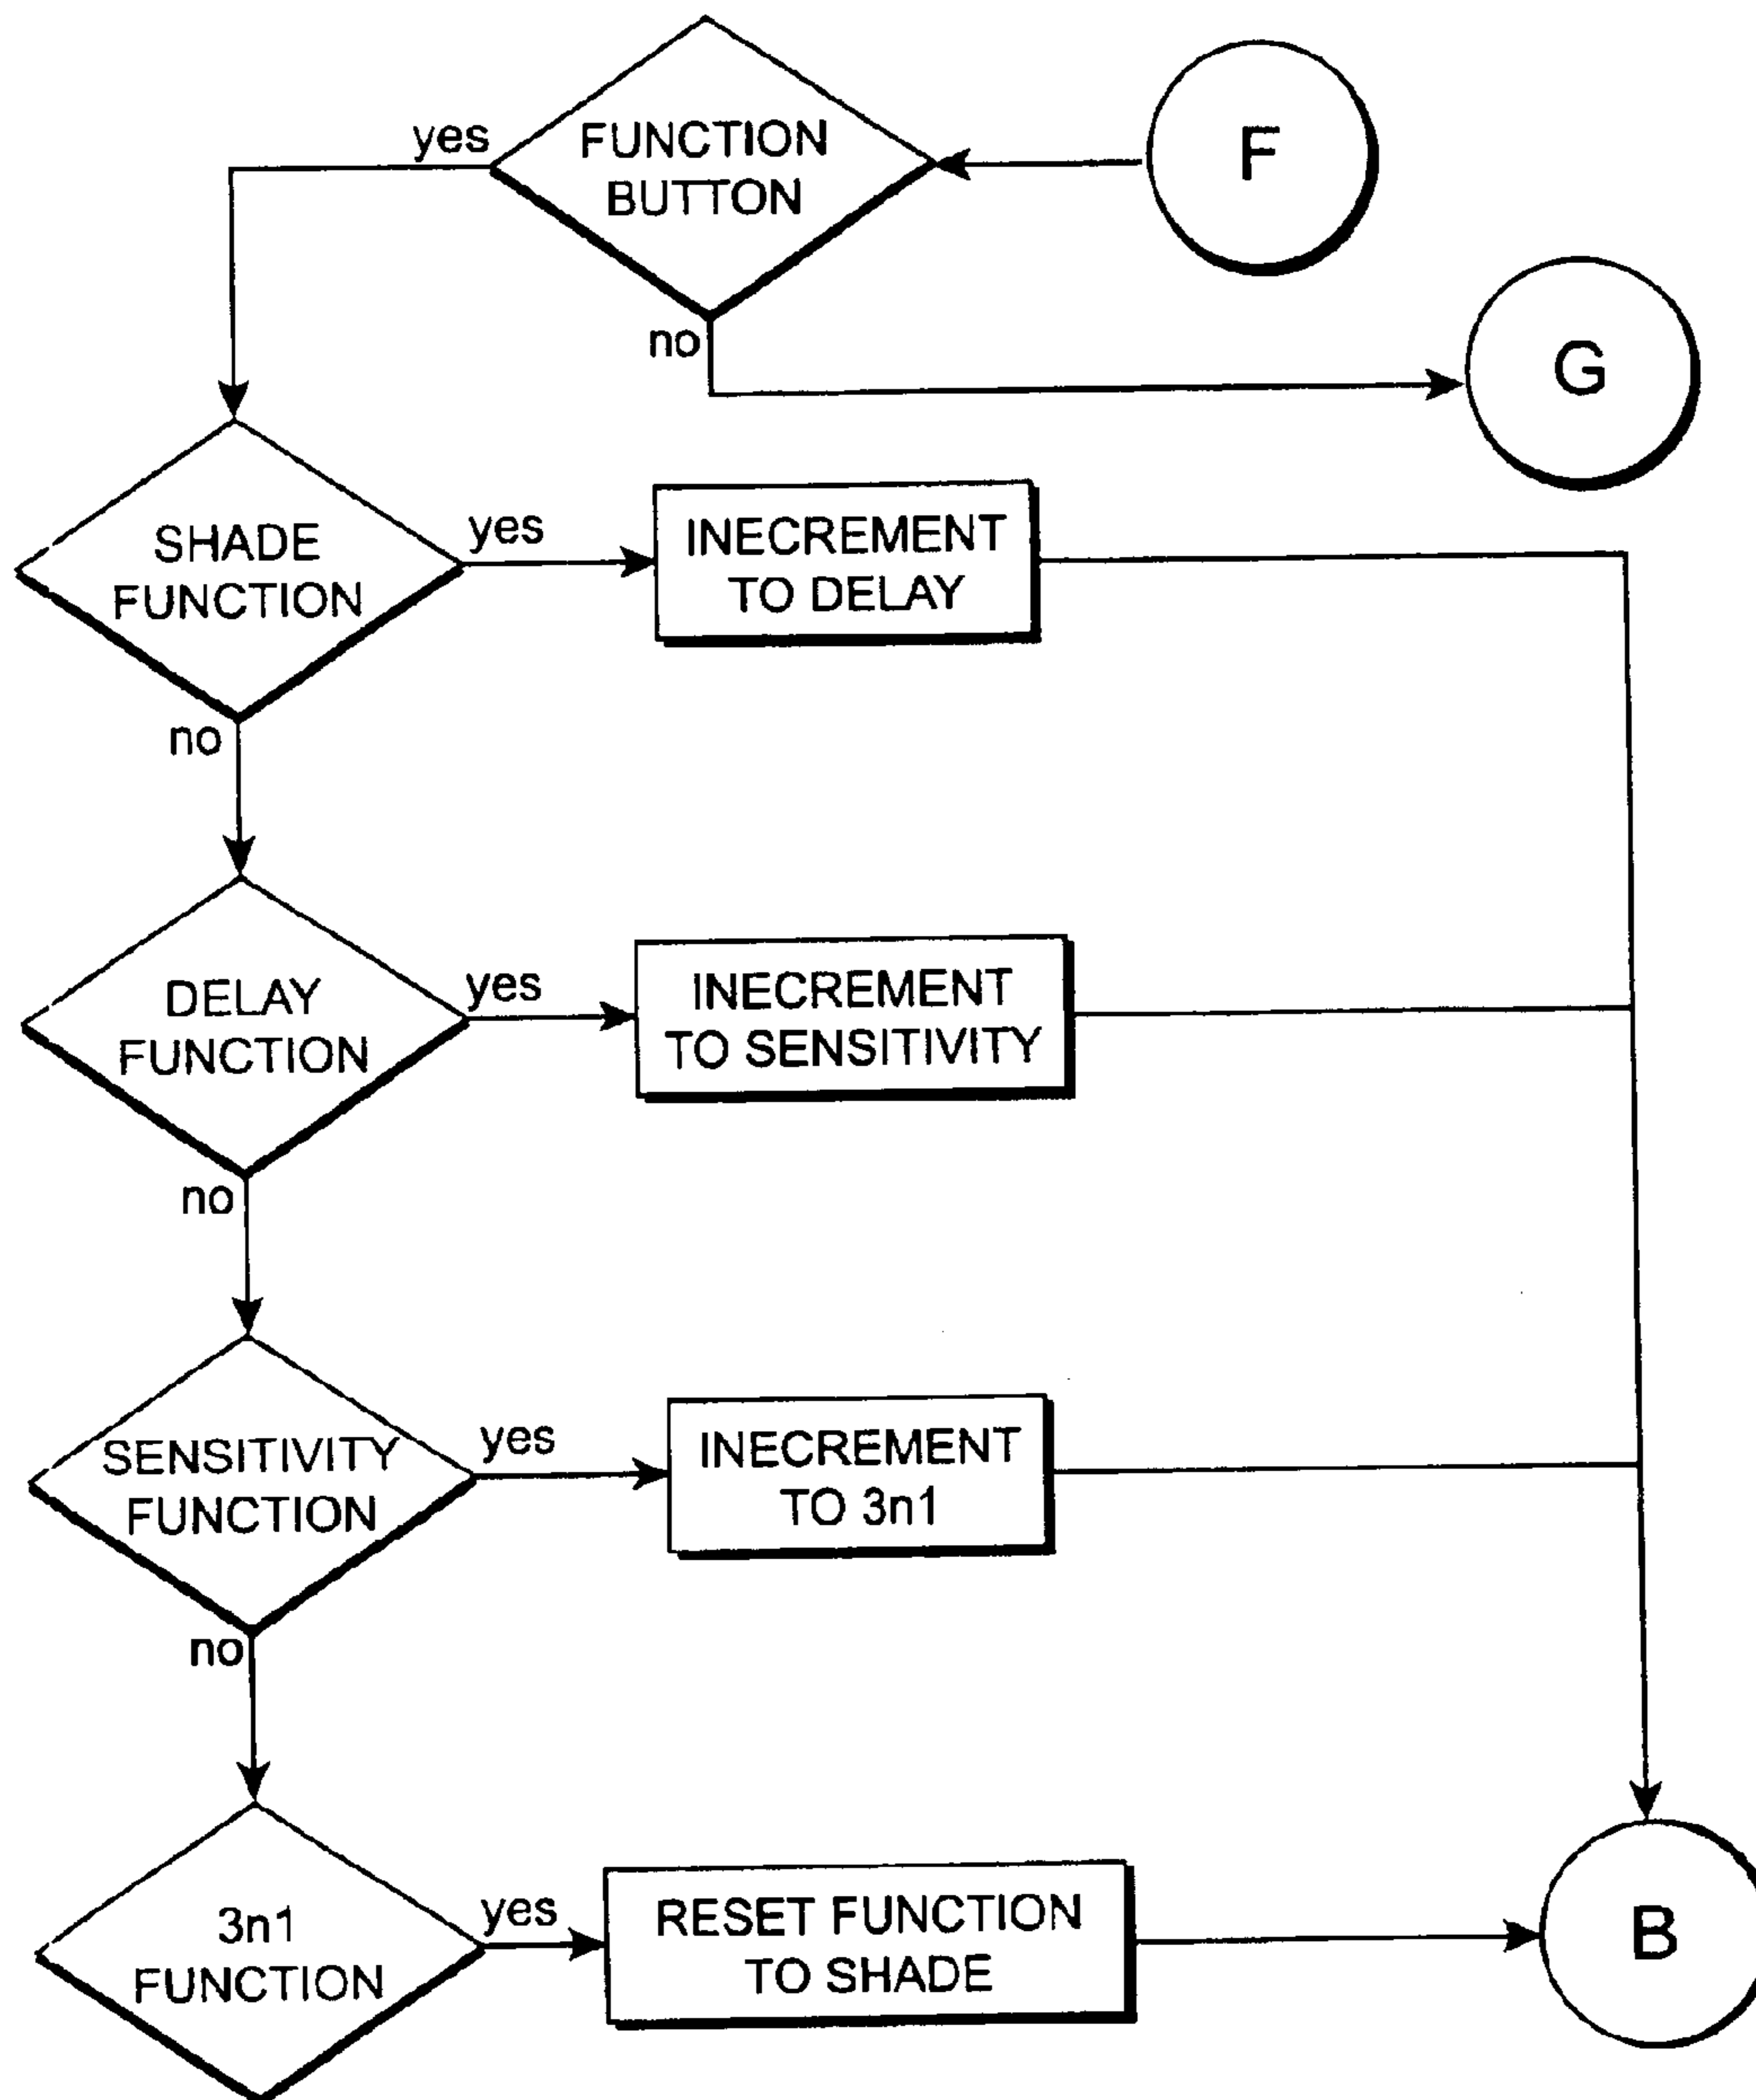 FUNCTION
BUTTON
F
yes
no
G
SHADE
FUNCTION
yes
INECREMENT
TO DELAY
no
DELAY
FUNCTION
yes
INECREMENT
TO SENSITIVITY
no
SENSITIVITY
FUNCTION
yes
INECREMENT
TO 3n1
no
3n1
FUNCTION
yes
RESET FUNCTION
TO SHADE
B